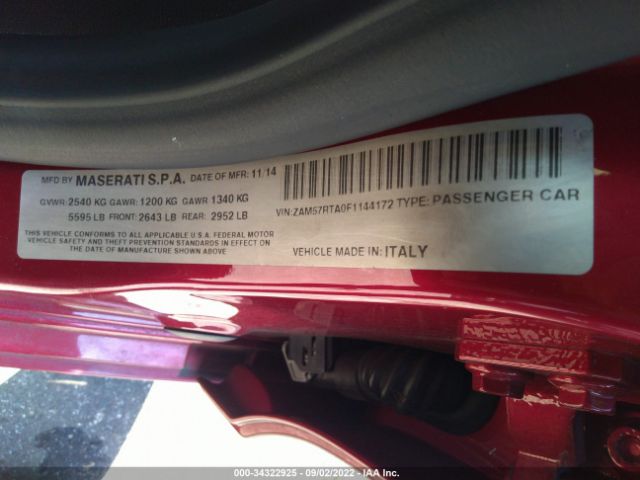 MFD BY MASERATI S.P.A. DATE OF MFR: 11/14
GVWR: 2540 KG GAWR: 1200 KG GAWR 1340 KG
5595 LB FRONT: 2643 LB REAR: 2952 LB
THIS VEHICLE CONFORMS TO ALL APPLICABLE U.S.A. FEDERAL MOTOR
VEHICLE SAFETY AND THEFT PREVENTION STANDARDS IN EFFECT ON
THE DATE OF MANUFACTURE SHOWN ABOVE.
VIN: ZAM57RTA0F1144172 TYPE: PASSENGER CAR
VEHICLE MADE IN: ITALY
000-34322925 - 09/02/2022 - IAA Inc.